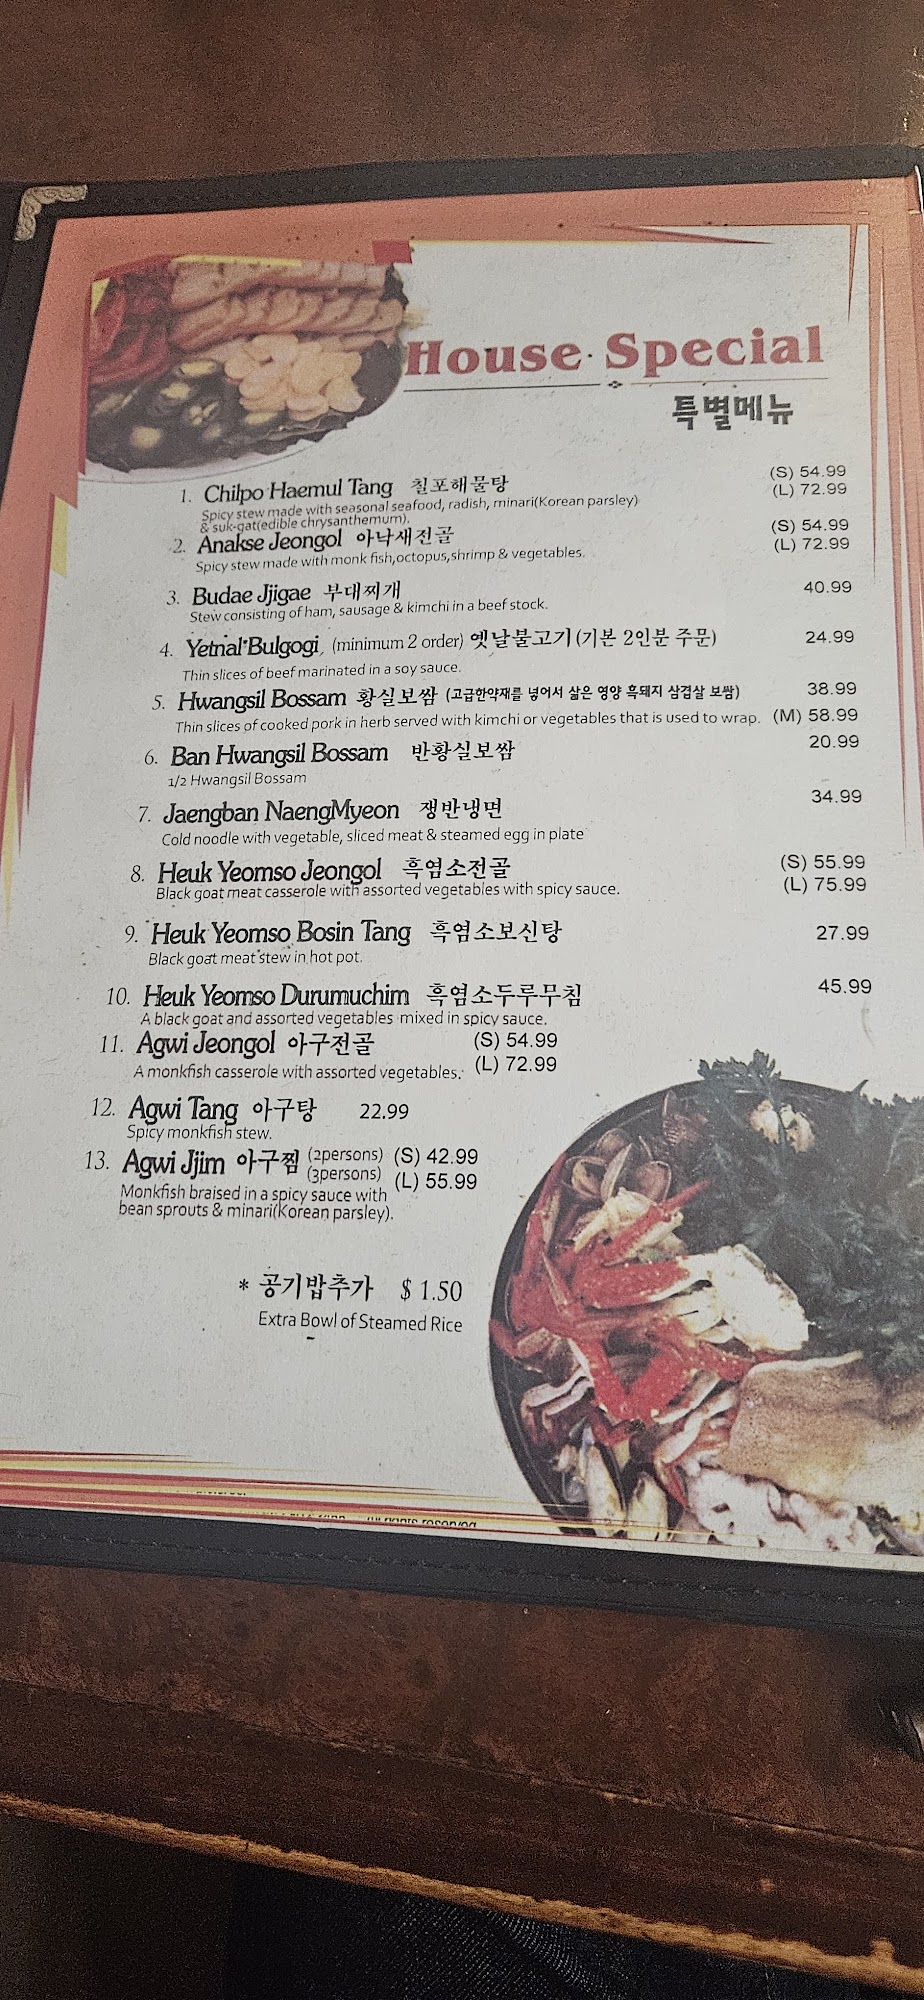 House Special
특별메뉴
1. Chilpo Haemul Tang 칠포해물탕 (S) 54.99
(L) 72.99
Spicy stew made with seasonal seafood, radish, minari(Korean parsley)
& suk-gat(edible chrysanthemum).
2. Anakse Jeongol 아낙새전골 (S) 54.99
(L) 72.99
Spicy stew made with monk fish,octopus,shrimp & vegetables.
3. Budae Jjigae 부대찌개 40.99
Stew consisting of ham, sausage & kimchi in a beef stock.
4. Yetnal Bulgogi (minimum 2 order) 옛날불고기(기본 2인분 주문) 24.99
Thin slices of beef marinated in a soy sauce.
5. Hwangsil Bossam 황실보쌈 (고급한약재를 넣어서 삶은 영양 흑돼지 삼겹살 보쌈) 38.99
Thin slices of cooked pork in herb served with kimchi or vegetables that is used to wrap. (M) 58.99
6. Ban Hwangsil Bossam 반황실보쌈 20.99
1/2 Hwangsil Bossam
7. Jaengban NaengMyeon 쟁반냉면 34.99
Cold noodle with vegetable, sliced meat & steamed egg in plate
8. Heuk Yeomso Jeongol 흑염소전골 (S) 55.99
(L) 75.99
Black goat meat casserole with assorted vegetables with spicy sauce.
9. Heuk Yeomso Bosin Tang 흑염소보신탕 27.99
Black goat meat stew in hot pot.
10. Heuk Yeomso Durumuchim 흑염소두루무침 45.99
A black goat and assorted vegetables mixed in spicy sauce.
11. Agwi Jeongol 아구전골 (S) 54.99
A monkfish casserole with assorted vegetables. (L) 72.99
12. Agwi Tang 아구탕 22.99
Spicy monkfish stew.
13. Agwi Jjim 아구찜 (2persons) (S) 42.99
(3persons) (L) 55.99
Monkfish braised in a spicy sauce with
bean sprouts & minari(Korean parsley).
* 공기밥추가 $ 1.50
Extra Bowl of Steamed Rice